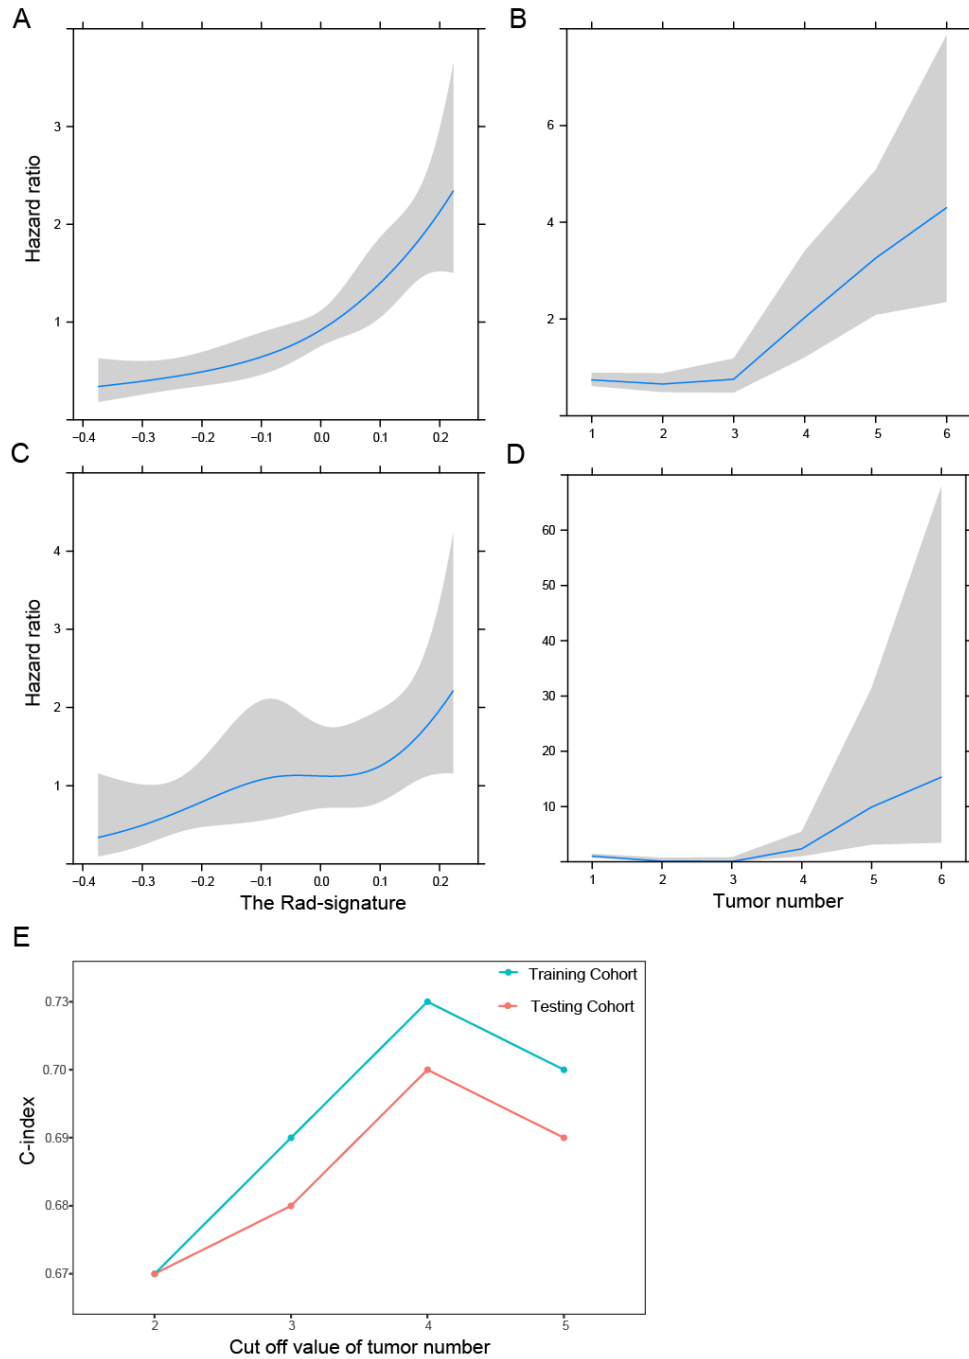 A
B
Hazard ratio
3
2
1
6
4
2
−0.4 −0.3 −0.2 −0.1 0.0 0.1 0.2
1 2 3 4 5 6
C
D
Hazard ratio
4
3
2
1
60
50
40
30
20
10
−0.4 −0.3 −0.2 −0.1 0.0 0.1 0.2
1 2 3 4 5 6
The Rad-signature
Tumor number
E
Training Cohort
Testing Cohort
C-index
0.73
0.70
0.69
0.68
0.67
2 3 4 5
Cut off value of tumor number